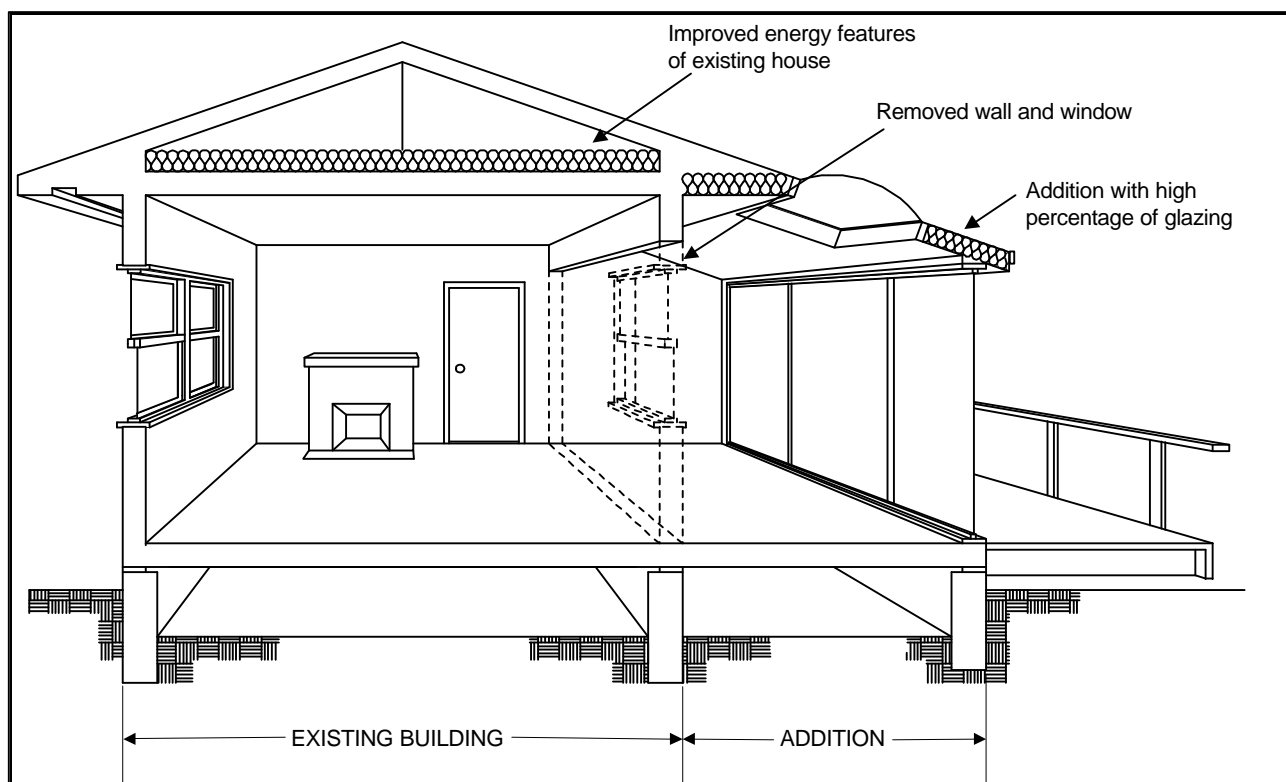 Improved energy features
of existing house
Removed wall and window
Addition with high
percentage of glazing
EXISTING BUILDING
ADDITION